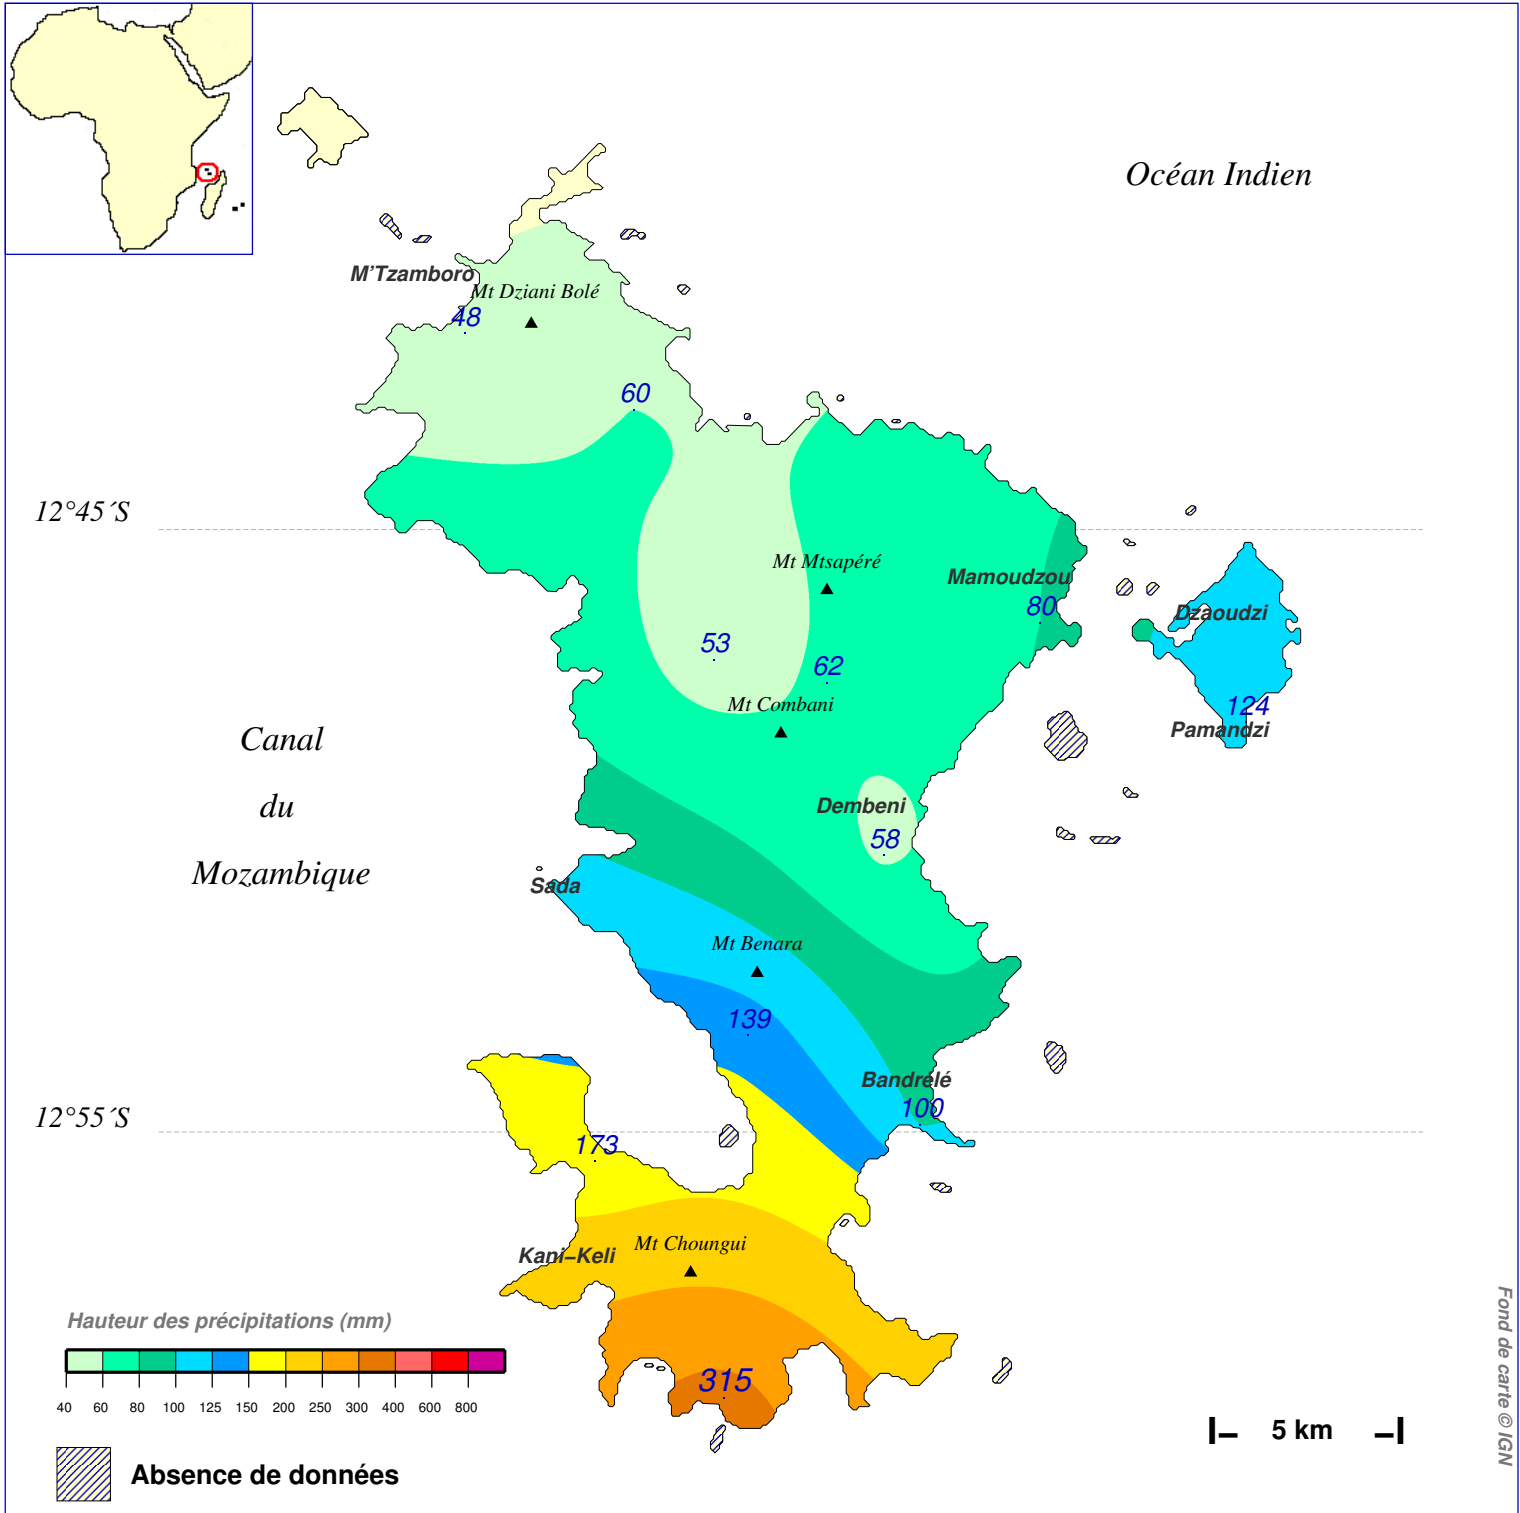 Océan Indien
M'Tzamboro
Mt Dziani Bolé
48
60
12°45´S
Mt Mtsapéré
Mamoudzou
80
Dzaoudzi
53
62
Mt Combani
124
Pamandzi
Canal
du
Mozambique
Dembeni
58
Sada
Mt Benara
139
Bandrélé
100
12°55´S
173
Kani–Keli
Mt Choungui
315
Hauteur des précipitations (mm)
40 60 80 100 125 150 200 250 300 400 600 800
Absence de données
5 km
Fond de carte © IGN